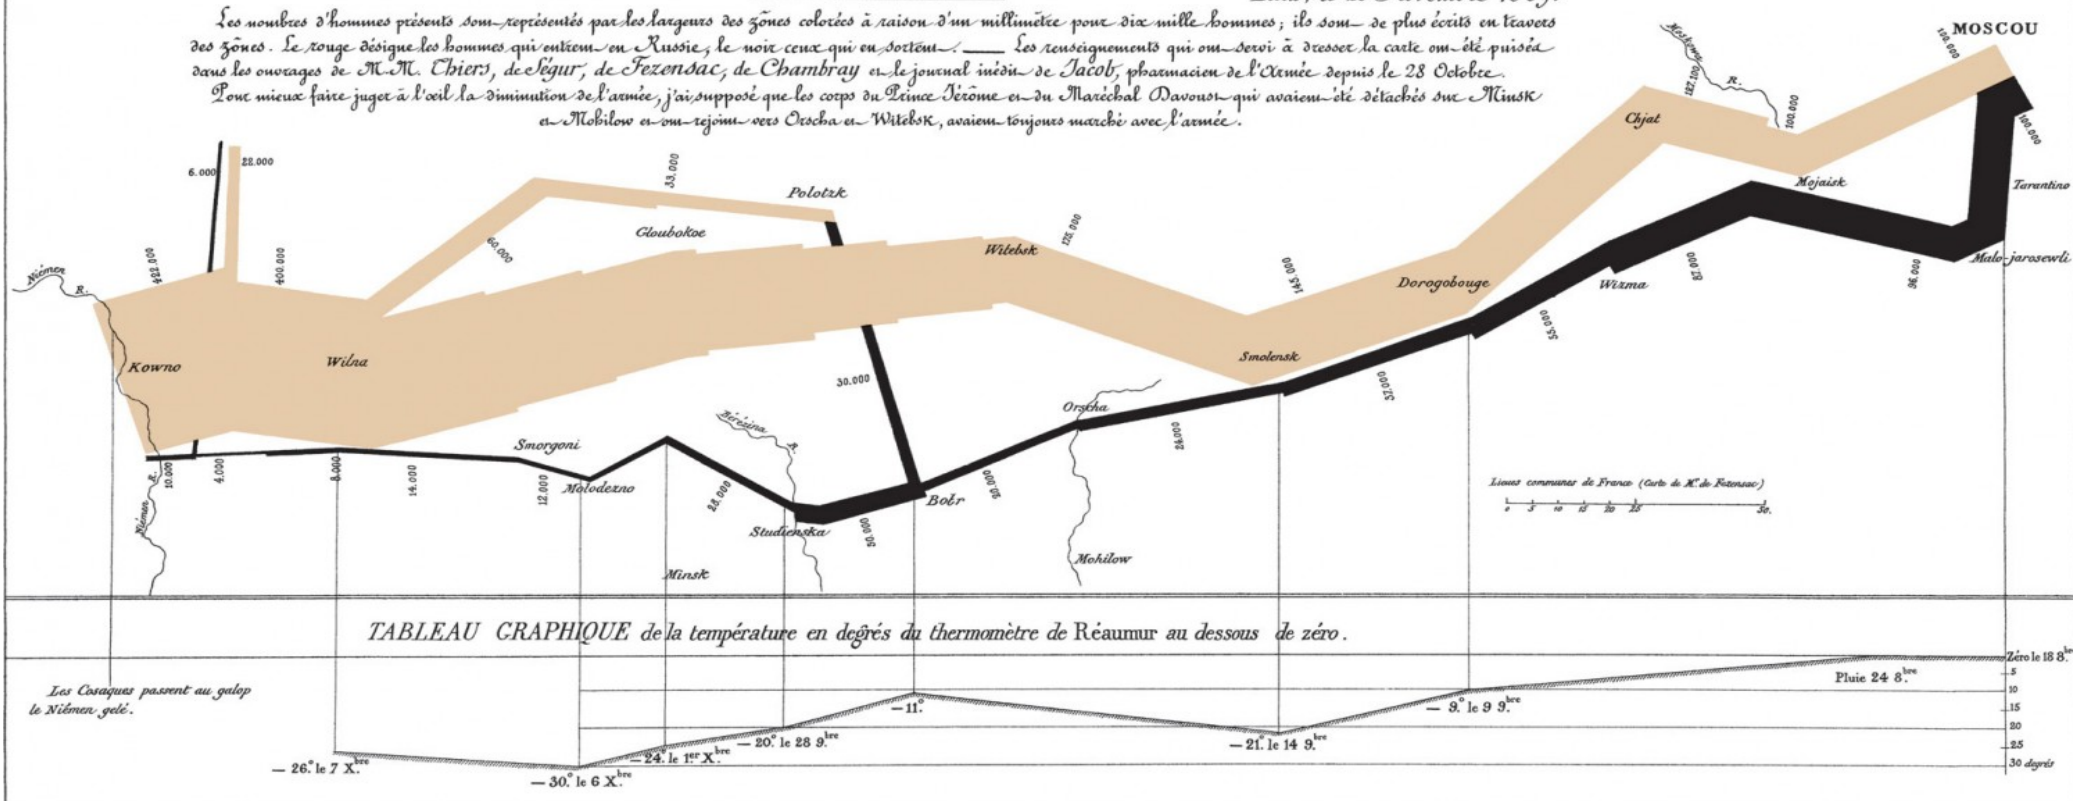 Les nombres d'hommes présents sont représentés par les largeurs des zônes colorées à raison d'un millimètre pour dix mille hommes; ils sont de plus écrits en travers
des zônes. Le rouge désigne les hommes qui entrent en Russie, le noir ceux qui en sortent. — Les renseignements qui ont servi à dresser la carte ont été puisés
dans les ouvrages de M.M. Thiers, de Ségur, de Fezensac, de Chambray et le journal inédit de Jacob, pharmacien de l'Armée depuis le 28 Octobre.
Pour mieux faire juger à l'œil la diminution de l'armée, j'ai supposé que les corps du Prince Jérôme et du Maréchal Davoust qui avaient été détachés sur Minsk
et Mohilow et ont rejoint vers Orscha et Witebsk, avaient toujours marché avec l'armée.
MOSCOU
100.000
Moskowa
R.
127.100
100.000
100.000
Chjat
Mojaisk
Tarantino
Malo-jarosewli
6.000
22.000
33.000
Polotzk
60.000
Gloubokoe
Witebsk
175.000
Niémen
R.
422.000
400.000
145.000
Dorogobouge
Wizma
87.000
96.000
55.000
Kowno
Wilna
30.000
Smolensk
37.000
Orscha
24.000
Bérézina
R.
Smorgoni
Molodezno
Niémen
R.
10.000
4.000
8.000
14.000
12.000
28.000
Studienska
50.000
Bobr
20.000
Minsk
Mohilow
Lieues communes de France (Carte de M. de Fezensac)
0 5 10 15 20 25 50.
TABLEAU GRAPHIQUE de la température en degrés du thermomètre de Réaumur au dessous de zéro.
Les Cosaques passent au galop
le Niémen gelé.
Zéro le 18 8.bre
Pluie 24 8.bre
5
10
15
20
25
30 degrés
— 9.° le 9 9.bre
— 21.° le 14 9.bre
— 11.°
— 20.° le 28 9.bre
— 24.° le 1.er X.bre
— 30.° le 6 X.bre
— 26.° le 7 X.bre